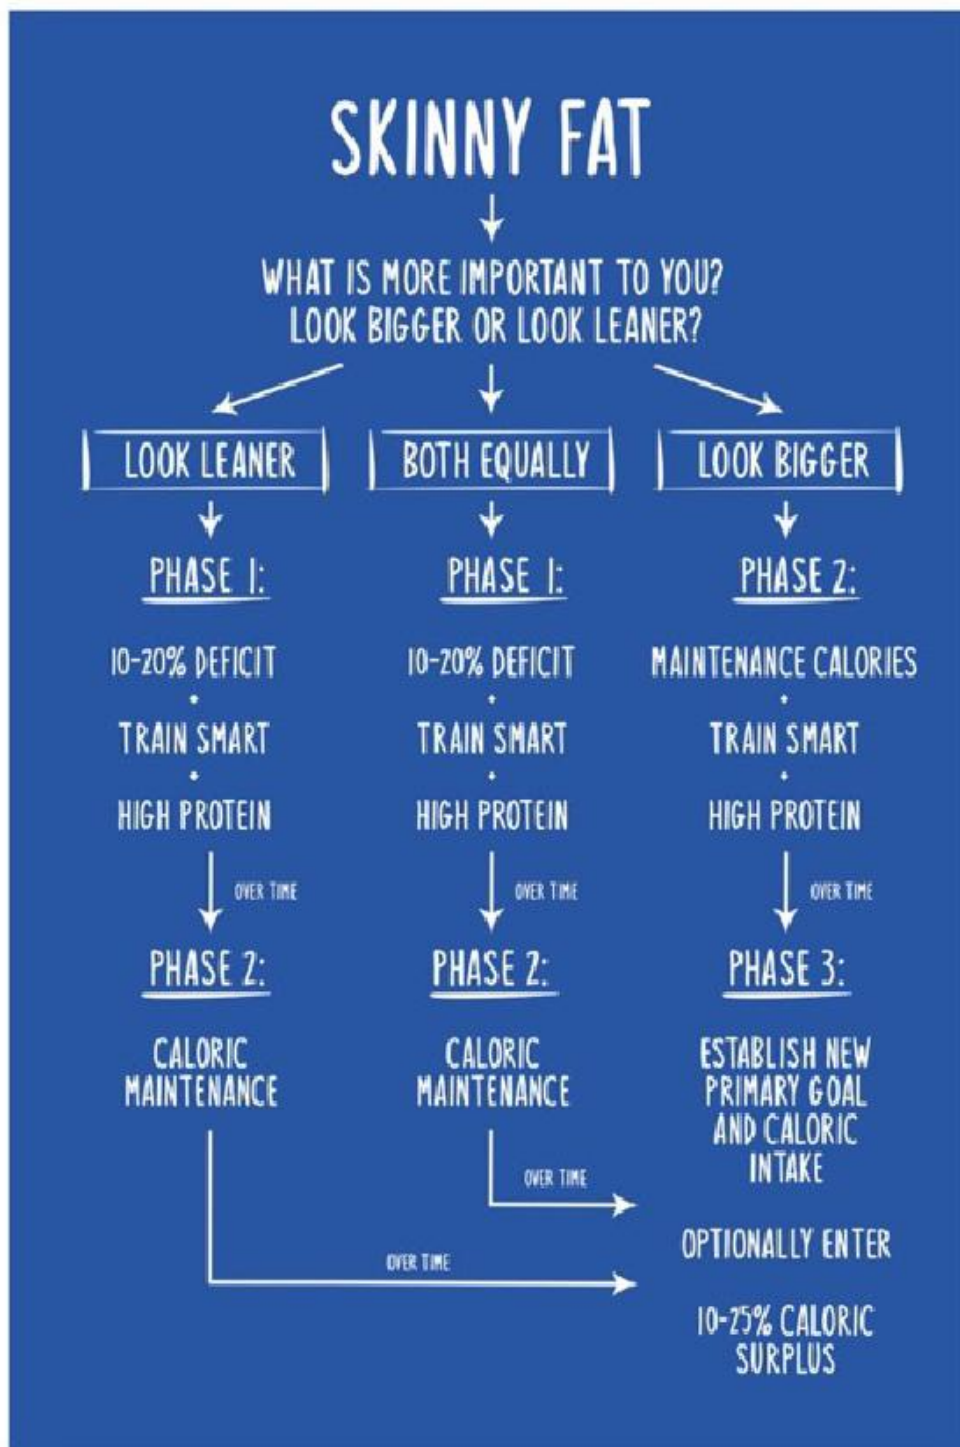 SKINNY FAT
WHAT IS MORE IMPORTANT TO YOU?
LOOK BIGGER OR LOOK LEANER?
LOOK LEANER
PHASE 1:
10-20% DEFICIT
+
TRAIN SMART
+
HIGH PROTEIN
OVER TIME
PHASE 2:
CALORIC
MAINTENANCE
OVER TIME
BOTH EQUALLY
PHASE 1:
10-20% DEFICIT
+
TRAIN SMART
+
HIGH PROTEIN
OVER TIME
PHASE 2:
CALORIC
MAINTENANCE
OVER TIME
LOOK BIGGER
PHASE 2:
MAINTENANCE CALORIES
+
TRAIN SMART
+
HIGH PROTEIN
OVER TIME
PHASE 3:
ESTABLISH NEW
PRIMARY GOAL
AND CALORIC
INTAKE
OPTIONALLY ENTER
10-25% CALORIC
SURPLUS